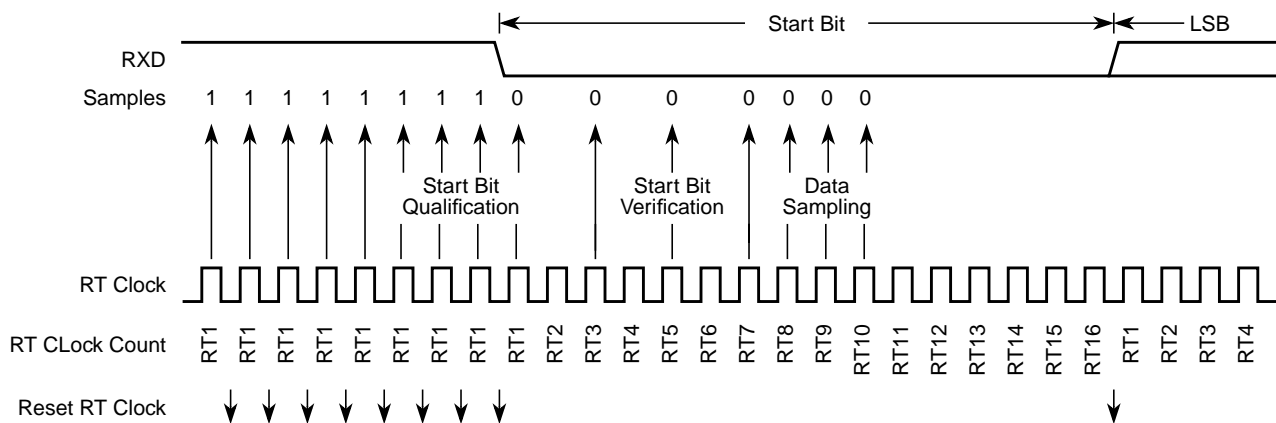 Start Bit LSB
RXD
Samples 1 1 1 1 1 1 1 1 0 0 0 0 0 0 0
Start Bit Qualification
Start Bit Verification
Data Sampling
RT Clock
RT CLock Count RT1 RT1 RT1 RT1 RT1 RT1 RT1 RT1 RT1 RT2 RT3 RT4 RT5 RT6 RT7 RT8 RT9 RT10 RT11 RT12 RT13 RT14 RT15 RT16 RT1 RT2 RT3 RT4
Reset RT Clock